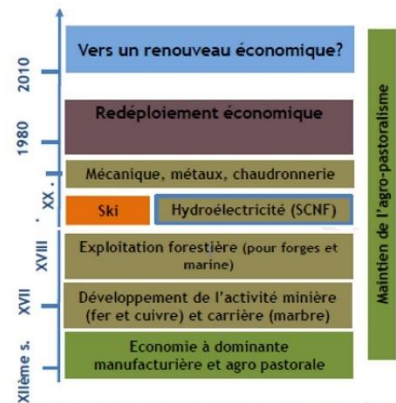 Vers un renouveau économique?
2010
Redéploiement économique
1980
Mécanique, métaux, chaudronnerie
XX .
Ski
Hydroélectricité (SCNF)
XVIII
Exploitation forestière (pour forges et
marine)
XVII
Développement de l'activité minière
(fer et cuivre) et carrière (marbre)
XIIème s.
Economie à dominante
manufacturière et agro pastorale
Maintien de l'agro-pastoralisme